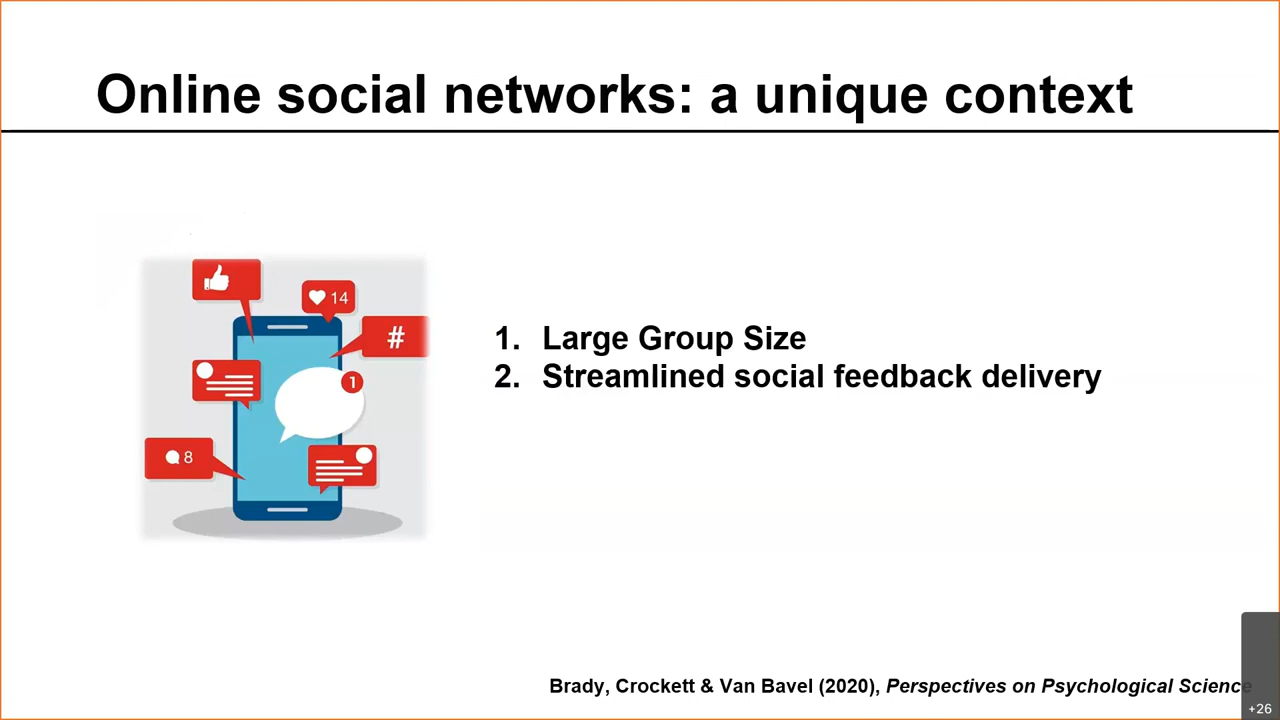 Online social networks: a unique context
14
#
1
8
1. Large Group Size
2. Streamlined social feedback delivery
Brady, Crockett & Van Bavel (2020), Perspectives on Psychological Science
+26